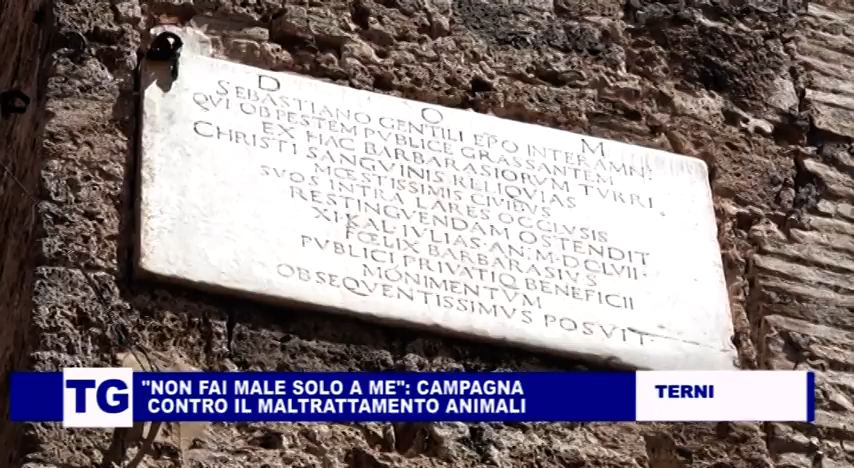 D O M
SEBASTIANO GENTILI EPO INTERAMN:
QVI OB PESTEM PVBLICE GRASSANTEM
EX HAC BARBARASIORVM TVRRI
CHRISTI SANGVINIS RELIQVIAS
MŒSTISSIMIS CIVIBVS
SVOS INTRA LARES OCCLVSIS
RESTINGVENDAM OSTENDIT
XI·KAL·IVLIAS·AN:M·DCLVII·
FŒLIX BARBARASIVS
PVBLICI PRIVATIQ BENEFICII
MONIMENTVM
OBSEQVENTISSIMVS POSVIT
TG
"NON FAI MALE SOLO A ME": CAMPAGNA
CONTRO IL MALTRATTAMENTO ANIMALI
TERNI